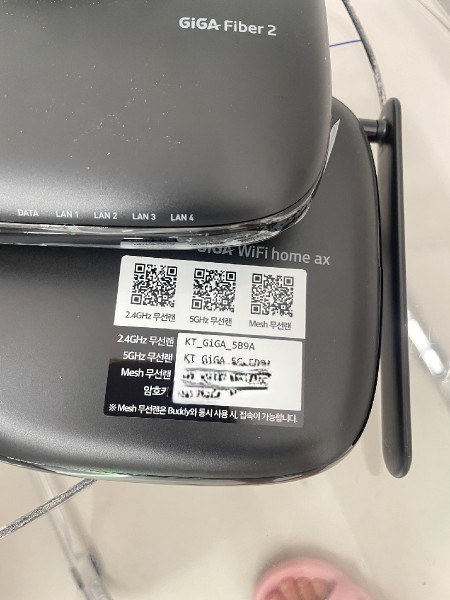 GiGA Fiber 2
DATA LAN 1 LAN 2 LAN 3 LAN 4
GiGA WiFi home ax
2.4GHz 무선랜 5GHz 무선랜 Mesh 무선랜
2.4GHz 무선랜 KT_GiGA_5B9A
5GHz 무선랜 KT_GiGA_5G_
Mesh 무선랜
암호키
※ Mesh 무선랜은 Buddy와 동시 사용 시, 접속이 가능합니다.